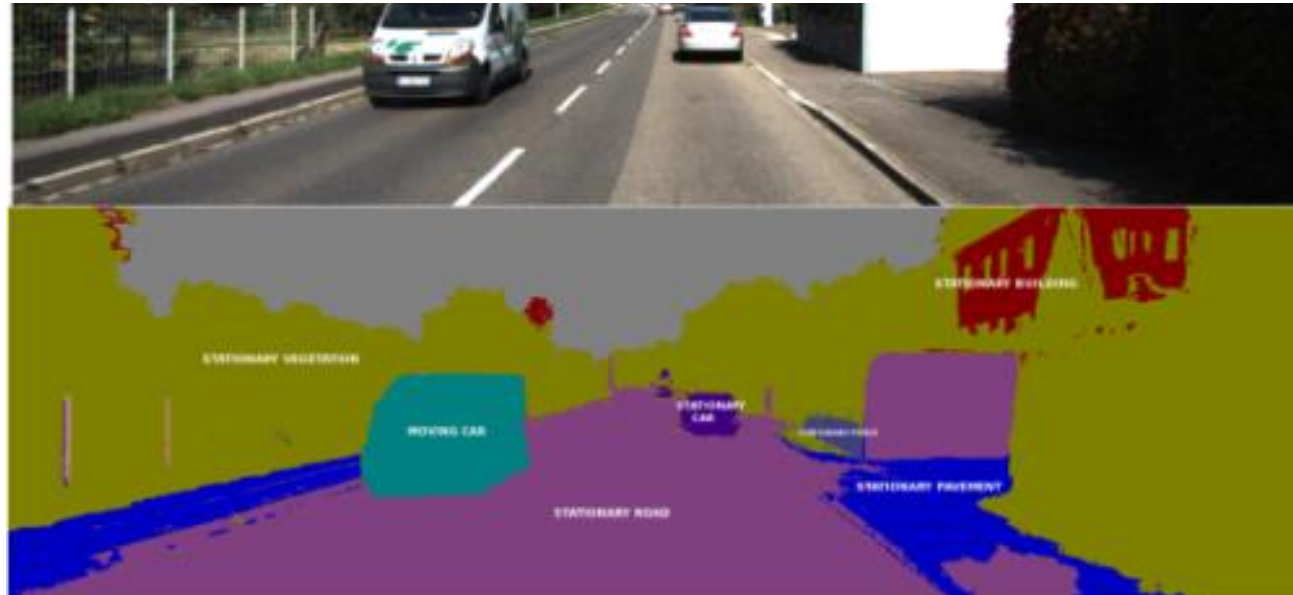 STATIONARY BUILDING
STATIONARY VEGETATION
STATIONARY
CAR
MOVING CAR
STATIONARY PAVEMENT
STATIONARY ROAD